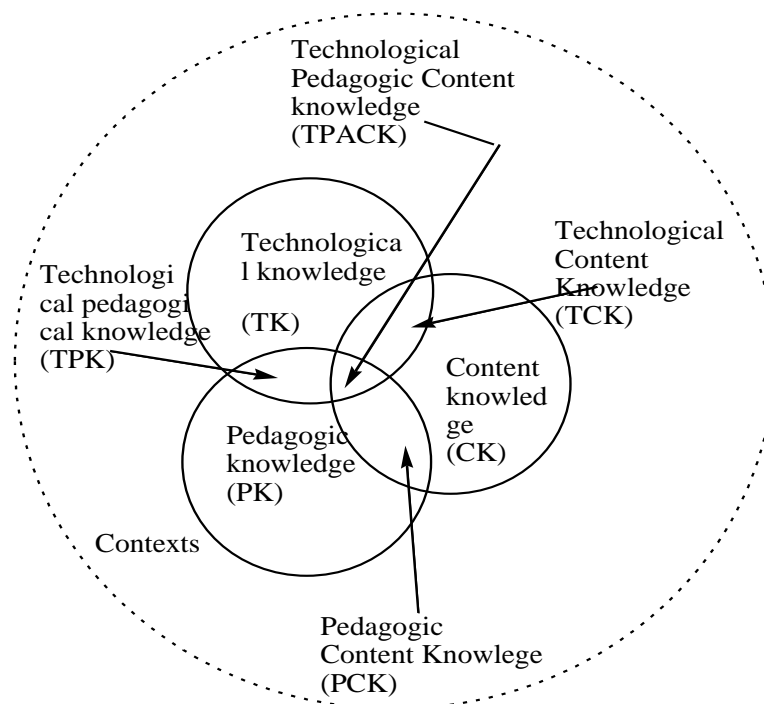 Technological
Pedagogic Content
knowledge
(TPACK)
Technologica
l knowledge
(TK)
Technological
Content
Knowledge
(TCK)
Technologi
cal pedagogi
cal knowledge
(TPK)
Content
knowled
ge
(CK)
Pedagogic
knowledge
(PK)
Contexts
Pedagogic
Content Knowlege
(PCK)